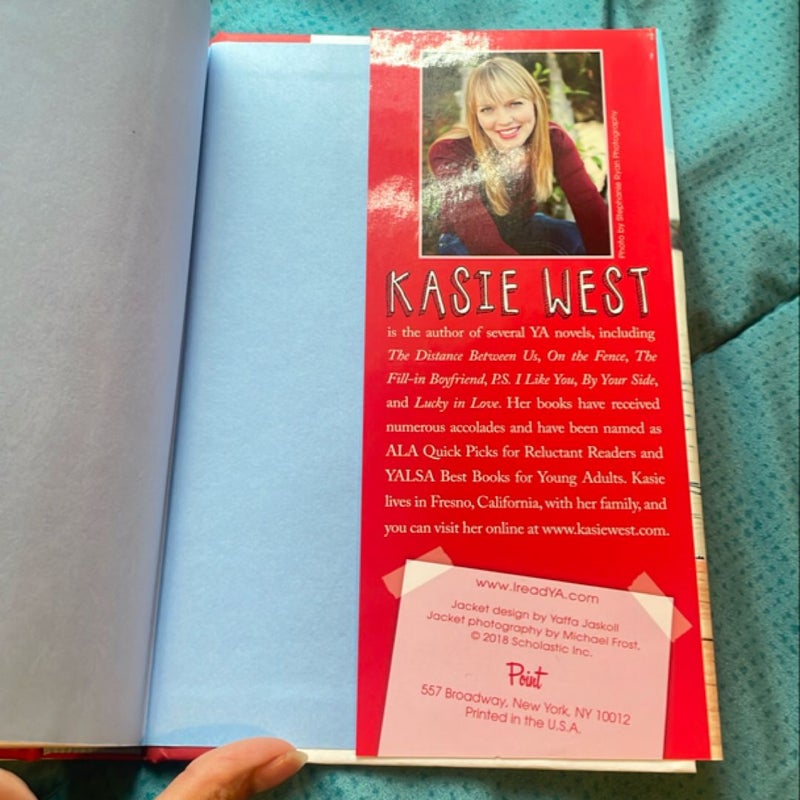 Photo by Stephanie Ryan Photography
KASIE WEST
is the author of several YA novels, including
The Distance Between Us, On the Fence, The
Fill-in Boyfriend, P.S. I Like You, By Your Side,
and Lucky in Love. Her books have received
numerous accolades and have been named as
ALA Quick Picks for Reluctant Readers and
YALSA Best Books for Young Adults. Kasie
lives in Fresno, California, with her family, and
you can visit her online at www.kasiewest.com.
www.IreadYA.com
Jacket design by Yaffa Jaskoll
Jacket photography by Michael Frost.
© 2018 Scholastic Inc.
Point
557 Broadway, New York, NY 10012
Printed in the U.S.A.